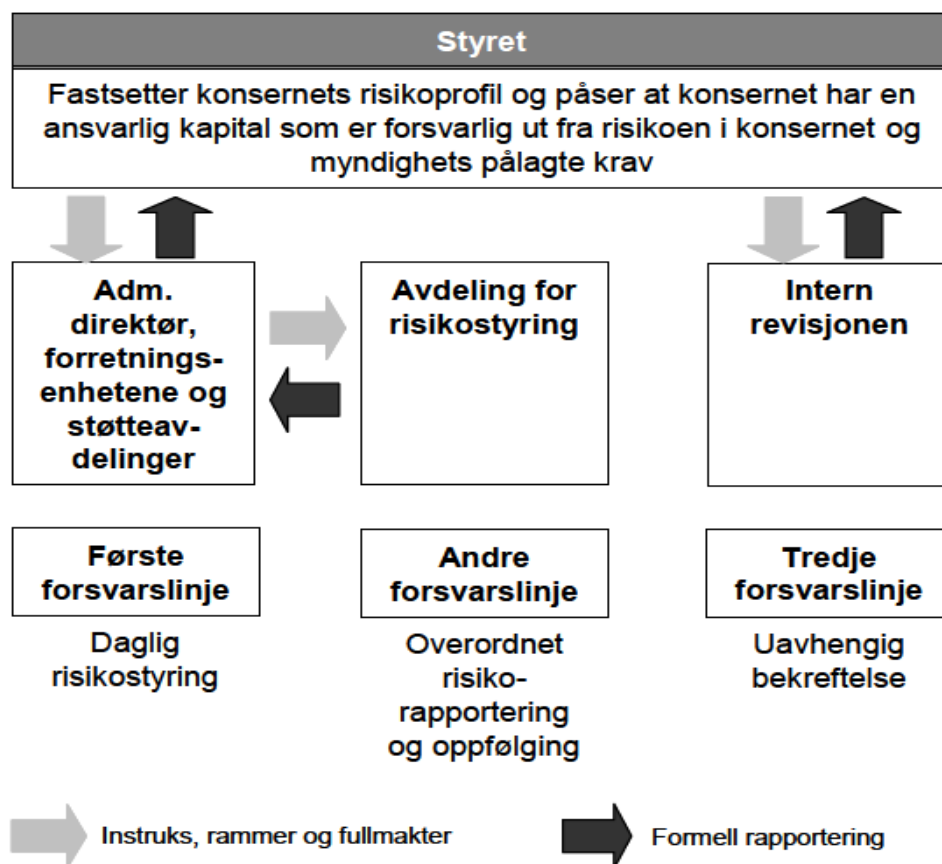 Styret
Fastsetter konsernets risikoprofil og påser at konsernet har en
ansvarlig kapital som er forsvarlig ut fra risikoen i konsernet og
myndighets pålagte krav
Adm.
direktør,
forretnings-
enhetene og
støtteav-
delinger
Avdeling for
risikostyring
Intern
revisjonen
Første
forsvarslinje
Andre
forsvarslinje
Tredje
forsvarslinje
Daglig
risikostyring
Overordnet
risiko-
rapportering
og oppfølging
Uavhengig
bekreftelse
Instruks, rammer og fullmakter
Formell rapportering